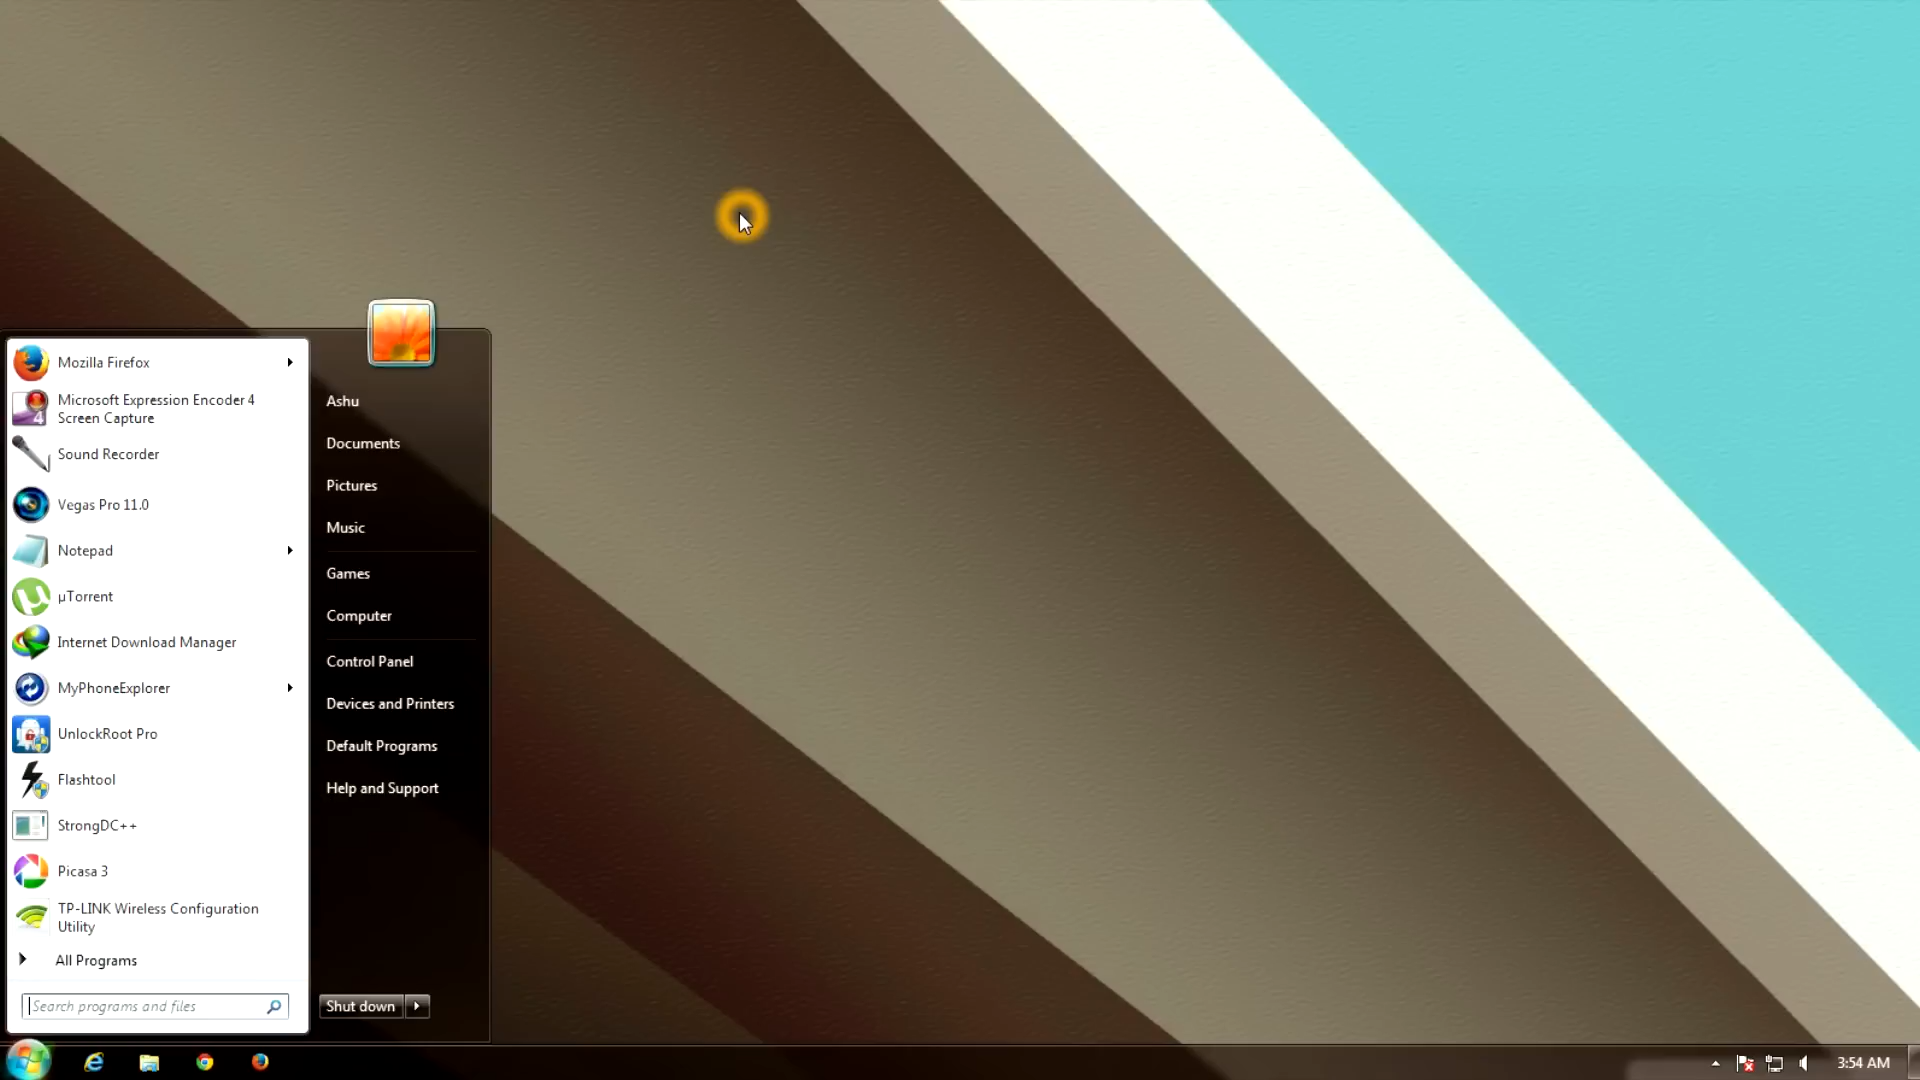 Mozilla Firefox
Microsoft Expression Encoder 4
Screen Capture
Sound Recorder
Vegas Pro 11.0
Notepad
µTorrent
Internet Download Manager
MyPhoneExplorer
UnlockRoot Pro
Flashtool
StrongDC++
Picasa 3
TP-LINK Wireless Configuration
Utility
All Programs
Search programs and files
Ashu
Documents
Pictures
Music
Games
Computer
Control Panel
Devices and Printers
Default Programs
Help and Support
Shut down
3:54 AM